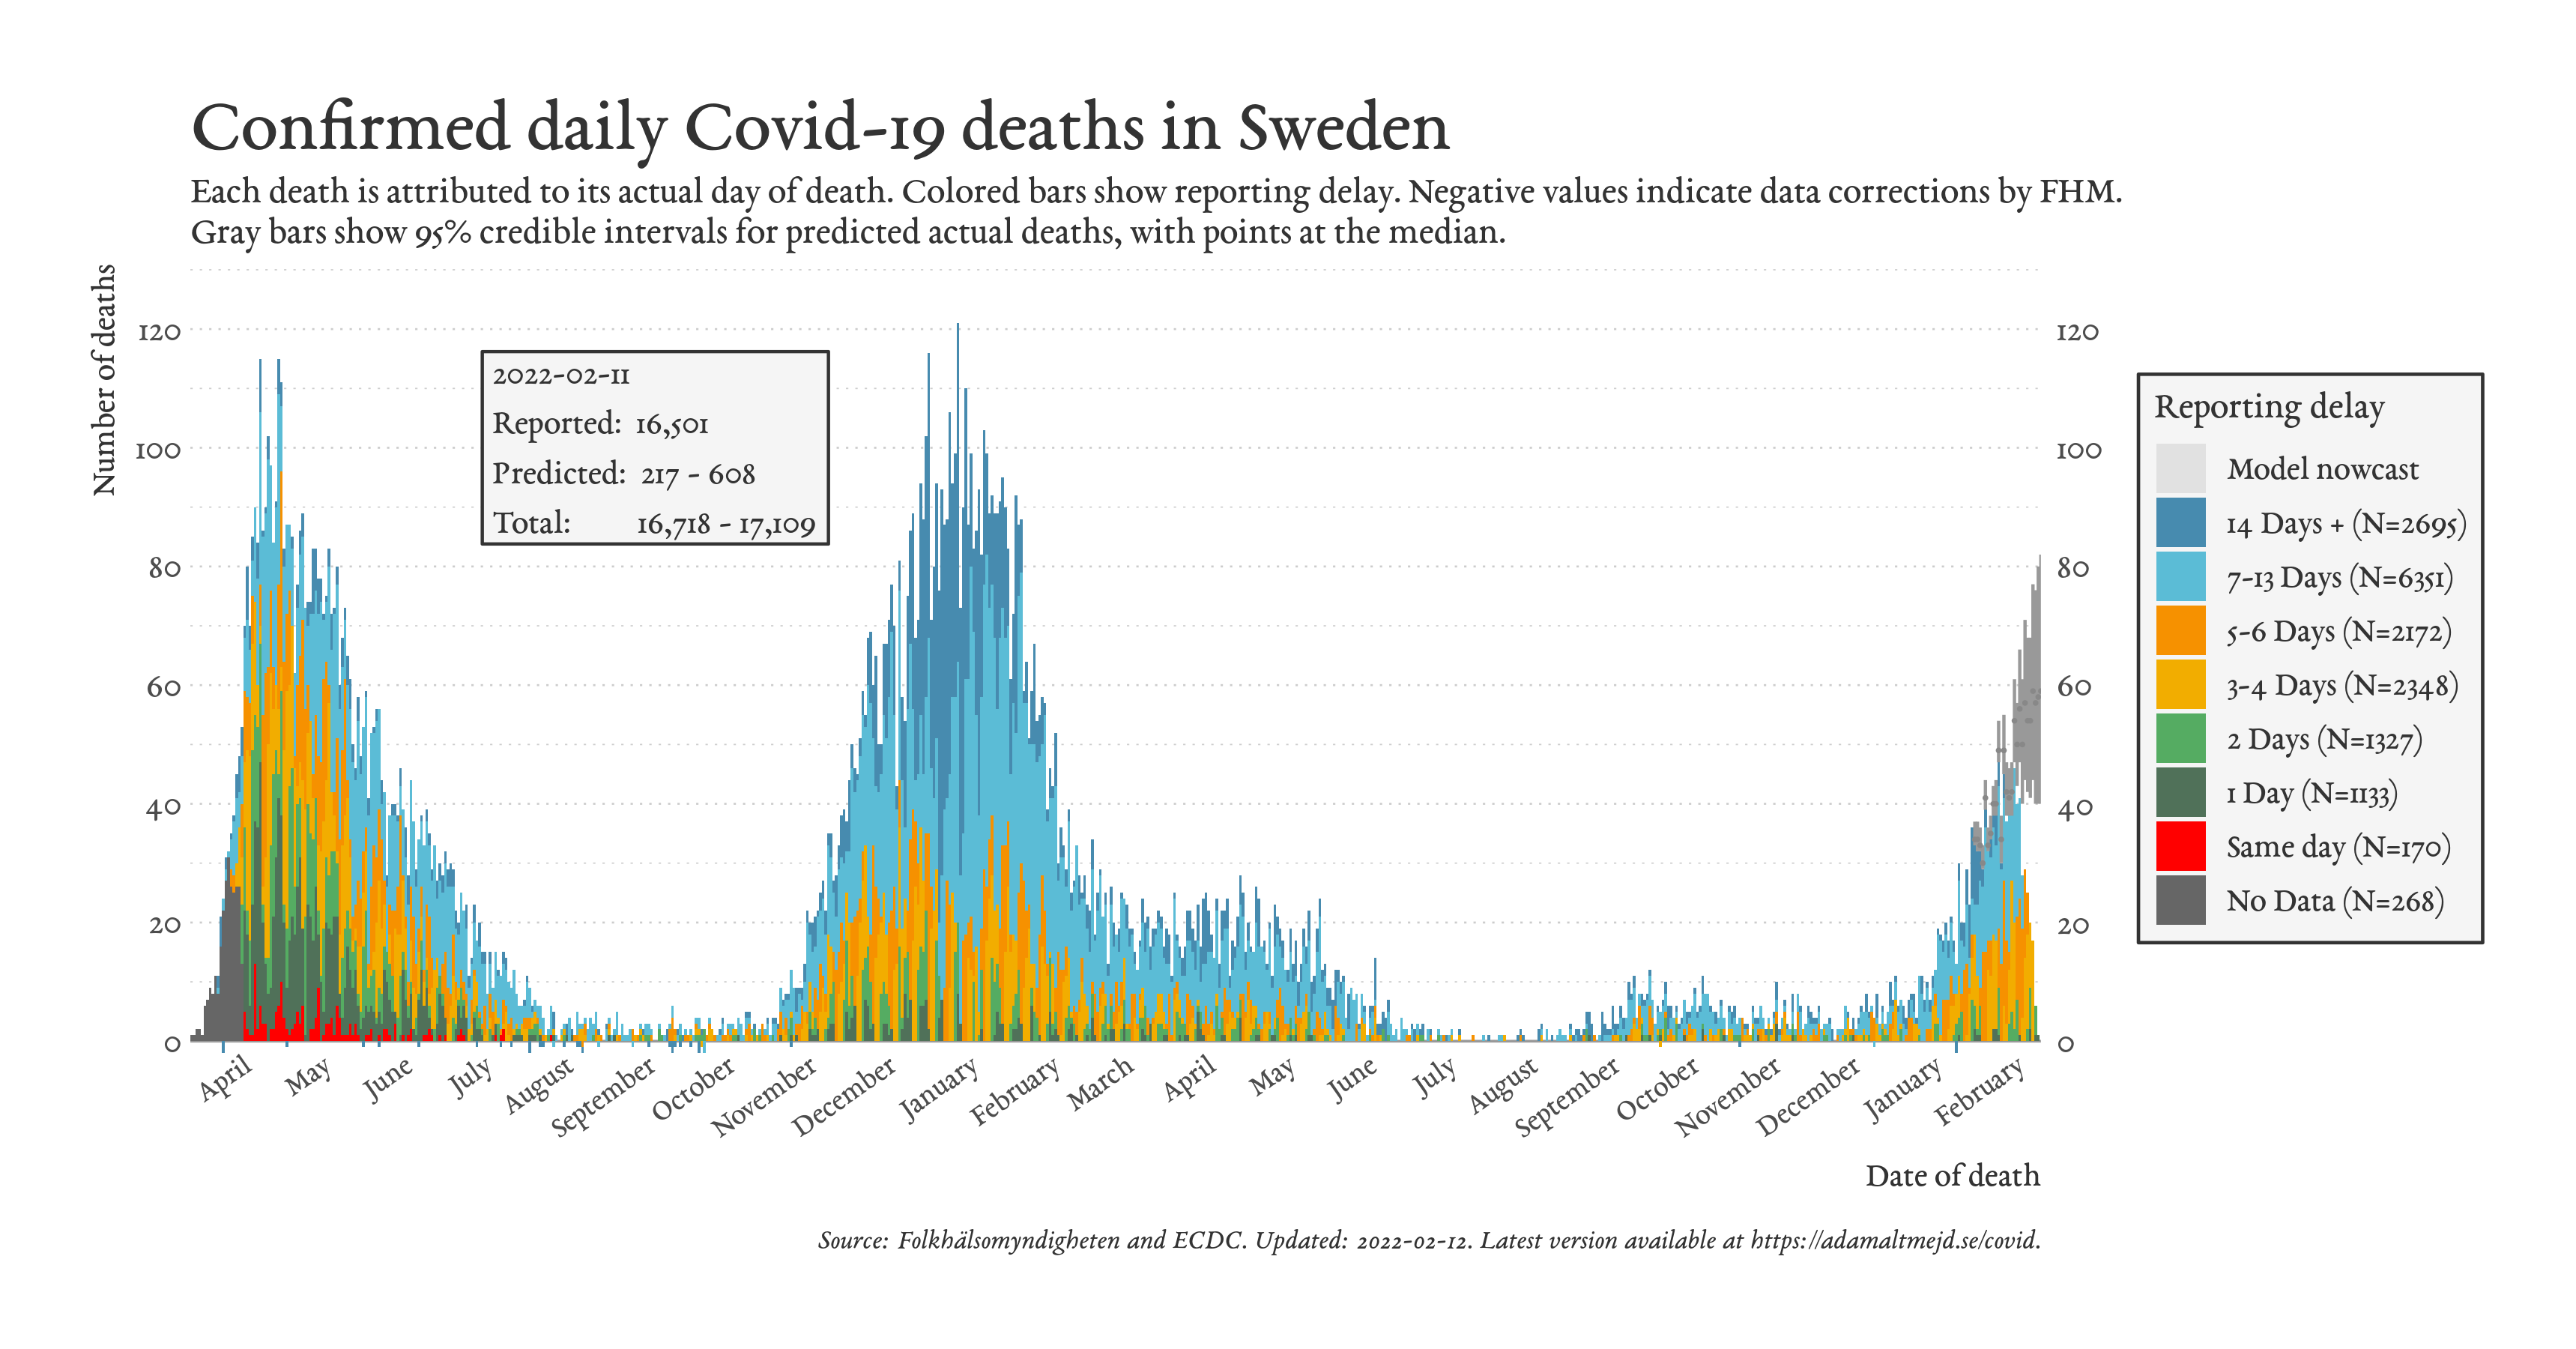 Confirmed daily Covid-19 deaths in Sweden
Each death is attributed to its actual day of death. Colored bars show reporting delay. Negative values indicate data corrections by FHM.
Gray bars show 95% credible intervals for predicted actual deaths, with points at the median.
Number of deaths
120
100
80
60
40
20
0
2022-02-11
Reported: 16,501
Predicted: 217 - 608
Total: 16,718 - 17,109
120
100
80
60
40
20
0
Reporting delay
Model nowcast
14 Days + (N=2695)
7-13 Days (N=6351)
5-6 Days (N=2172)
3-4 Days (N=2348)
2 Days (N=1327)
1 Day (N=1133)
Same day (N=170)
No Data (N=268)
April
May
June
July
August
September
October
November
December
January
February
March
April
May
June
July
August
September
October
November
December
January
February
Date of death
Source: Folkhälsomyndigheten and ECDC. Updated: 2022-02-12. Latest version available at https://adamaltmejd.se/covid.